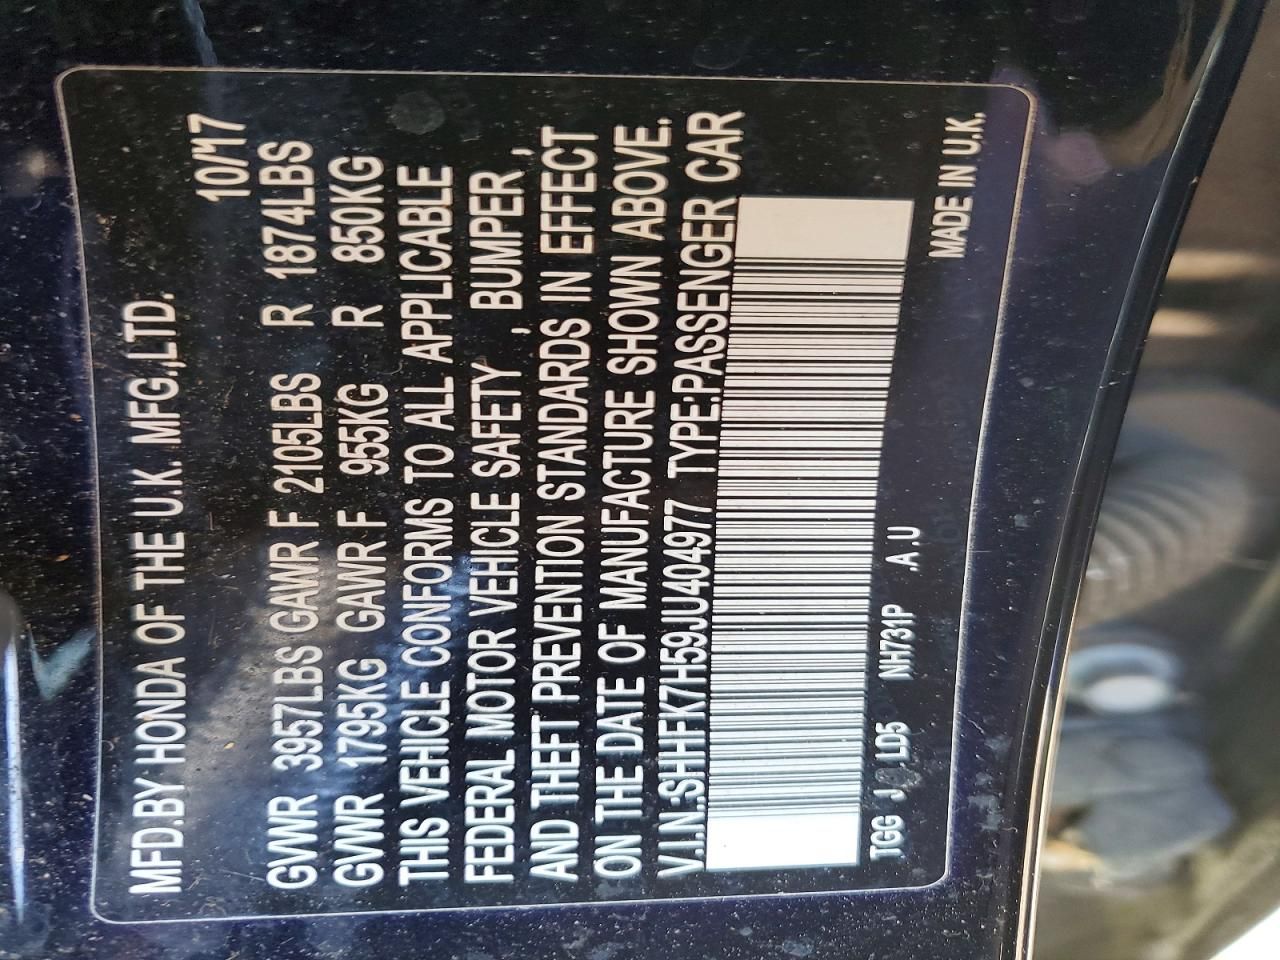 MFD.BY HONDA OF THE U.K. MFG.,LTD. 10/17
GVWR 3957LBS GAWR F 2105LBS R 1874LBS
GVWR 1795KG GAWR F 955KG R 850KG
THIS VEHICLE CONFORMS TO ALL APPLICABLE
FEDERAL MOTOR VEHICLE SAFETY , BUMPER ,
AND THEFT PREVENTION STANDARDS IN EFFECT
ON THE DATE OF MANUFACTURE SHOWN ABOVE.
V.I.N.:SHHFK7H59JU404977 TYPE:PASSENGER CAR
TGG J LD5 NH731P .A,U MADE IN U.K.